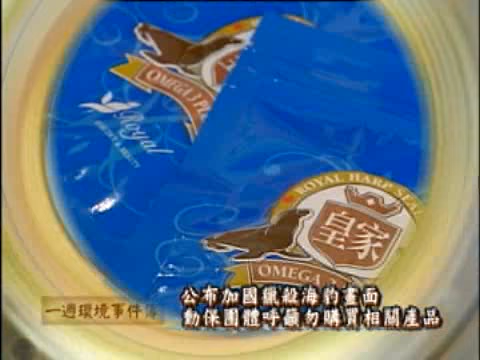 OMEGA 3
Royal
ROYAL HARP SEAL
皇家
OMEGA
一週環境事件簿
公布加國獵殺海豹畫面
動保團體呼籲勿購買相關產品